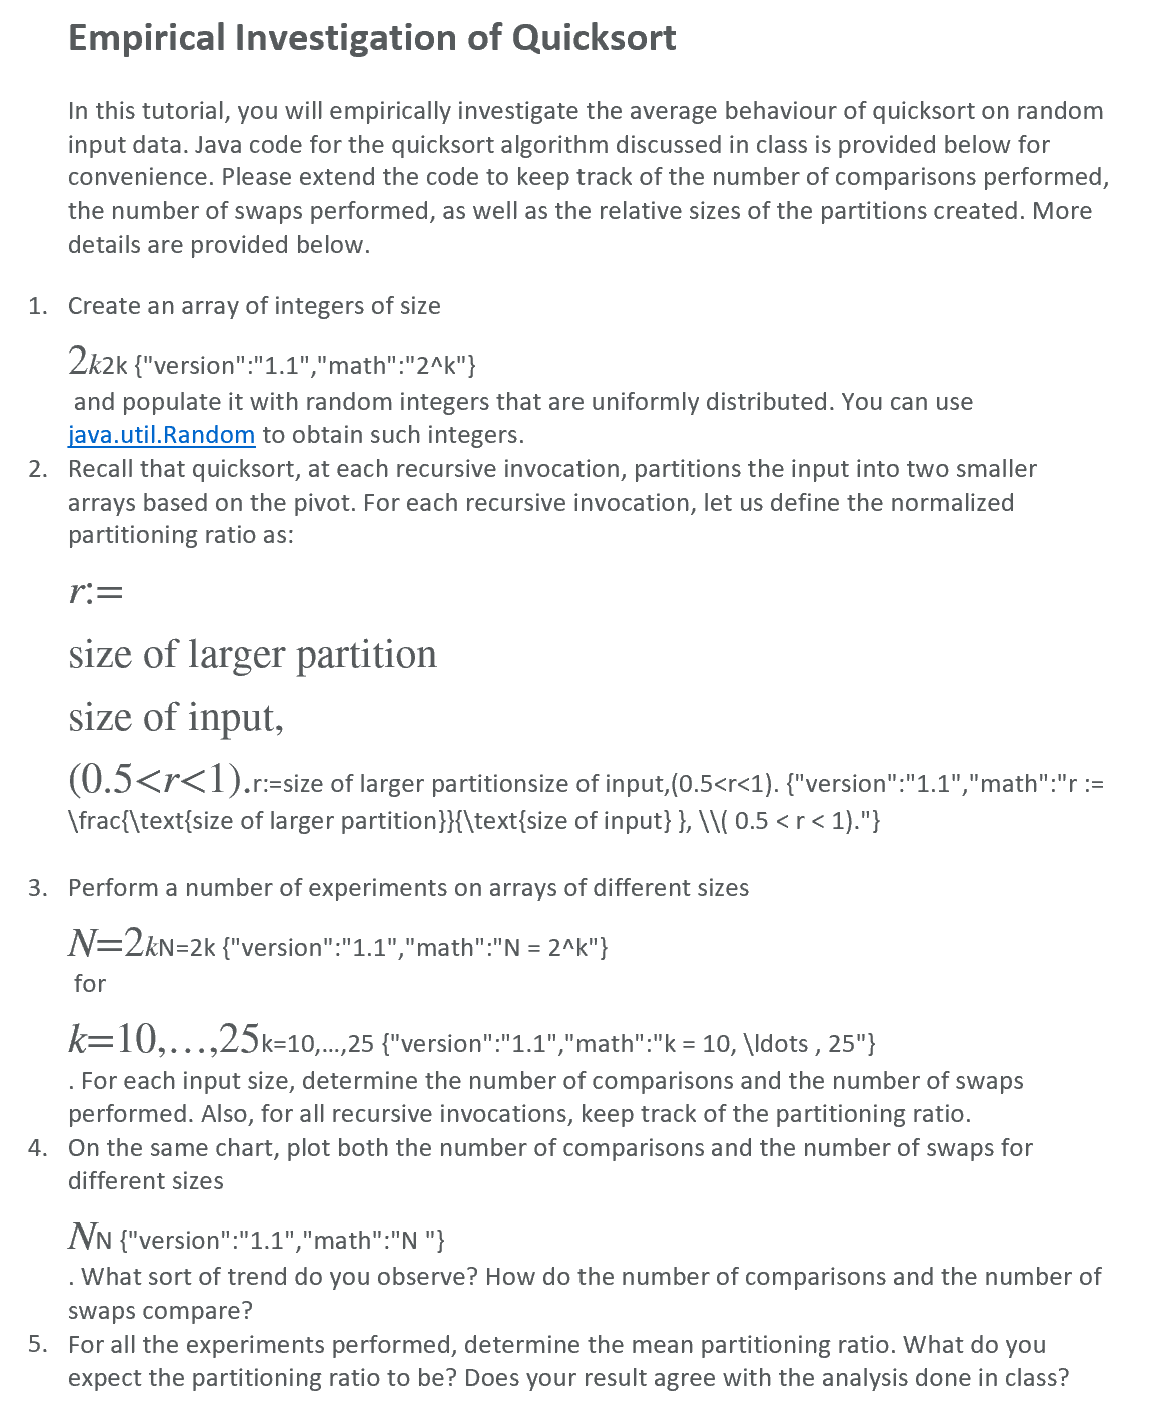 Empirical Investigation of Quicksort
In this tutorial, you will empirically investigate the average behaviour of quicksort on random
input data. Java code for the quicksort algorithm discussed in class is provided below for
convenience. Please extend the code to keep track of the number of comparisons performed,
the number of swaps performed, as well as the relative sizes of the partitions created. More
details are provided below.
1. Create an array of integers of size
2k2k {"version":"1.1","math":"2^k"}
and populate it with random integers that are uniformly distributed. You can use
java.util.Random to obtain such integers.
2. Recall that quicksort, at each recursive invocation, partitions the input into two smaller
arrays based on the pivot. For each recursive invocation, let us define the normalized
partitioning ratio as:
r:=
size of larger partition
size of input,
(0.5<r<1).r:=size of larger partitionsize of input,(0.5<r<1). {"version":"1.1","math":"r :=
\frac{\text{size of larger partition}}{\text{size of input} }, \\( 0.5 < r < 1)."}
3. Perform a number of experiments on arrays of different sizes
N=2kN=2k {"version":"1.1","math":"N = 2^k"}
for
k=10,…,25k=10,…,25 {"version":"1.1","math":"k = 10, \ldots , 25"}
. For each input size, determine the number of comparisons and the number of swaps
performed. Also, for all recursive invocations, keep track of the partitioning ratio.
4. On the same chart, plot both the number of comparisons and the number of swaps for
different sizes
NN {"version":"1.1","math":"N "}
. What sort of trend do you observe? How do the number of comparisons and the number of
swaps compare?
5. For all the experiments performed, determine the mean partitioning ratio. What do you
expect the partitioning ratio to be? Does your result agree with the analysis done in class?